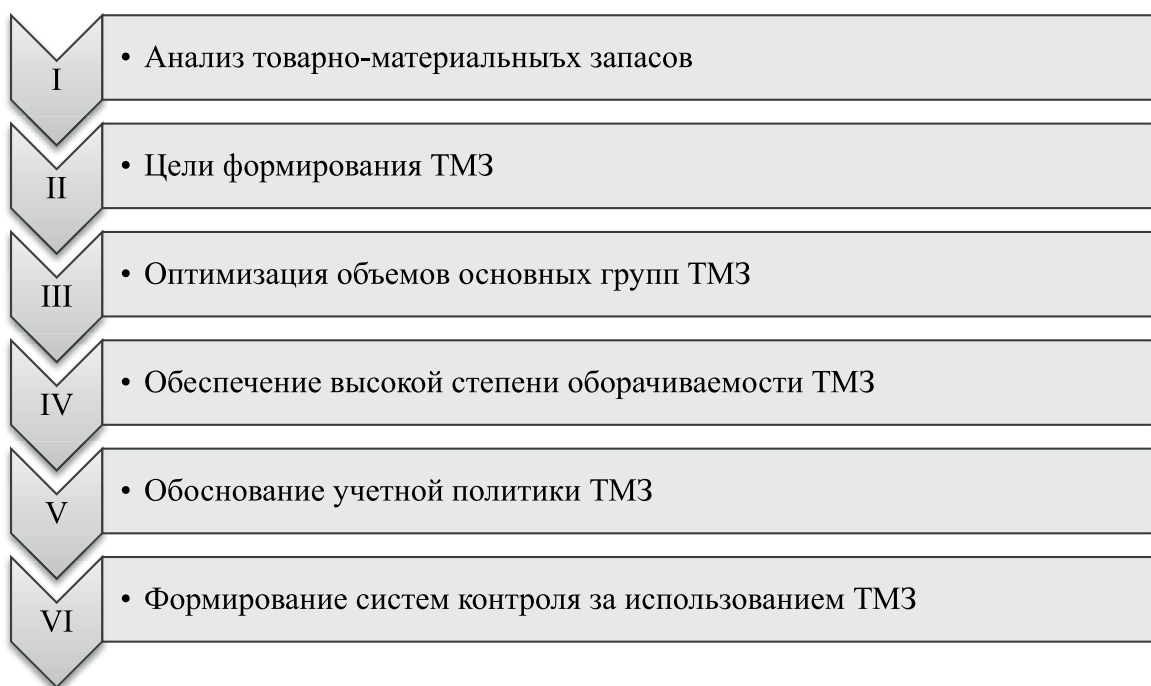 I
• Анализ товарно-материальныъх запасов
II
• Цели формирования ТМЗ
III
• Оптимизация объемов основных групп ТМЗ
IV
• Обеспечение высокой степени оборачиваемости ТМЗ
V
• Обоснование учетной политики ТМЗ
VI
• Формирование систем контроля за использованием ТМЗ